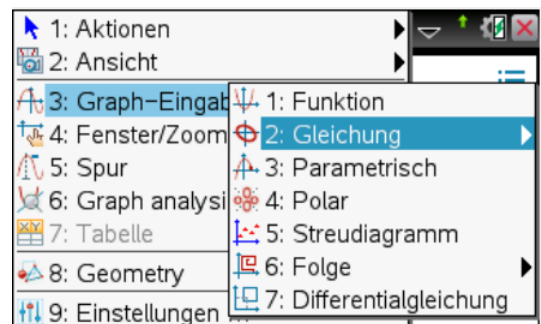 1: Aktionen
2: Ansicht
3: Graph-Eingab
4: Fenster/Zoom
5: Spur
6: Graph analysi
7: Tabelle
8: Geometry
9: Einstellungen ...
1: Funktion
2: Gleichung
3: Parametrisch
4: Polar
5: Streudiagramm
6: Folge
7: Differentialgleichung